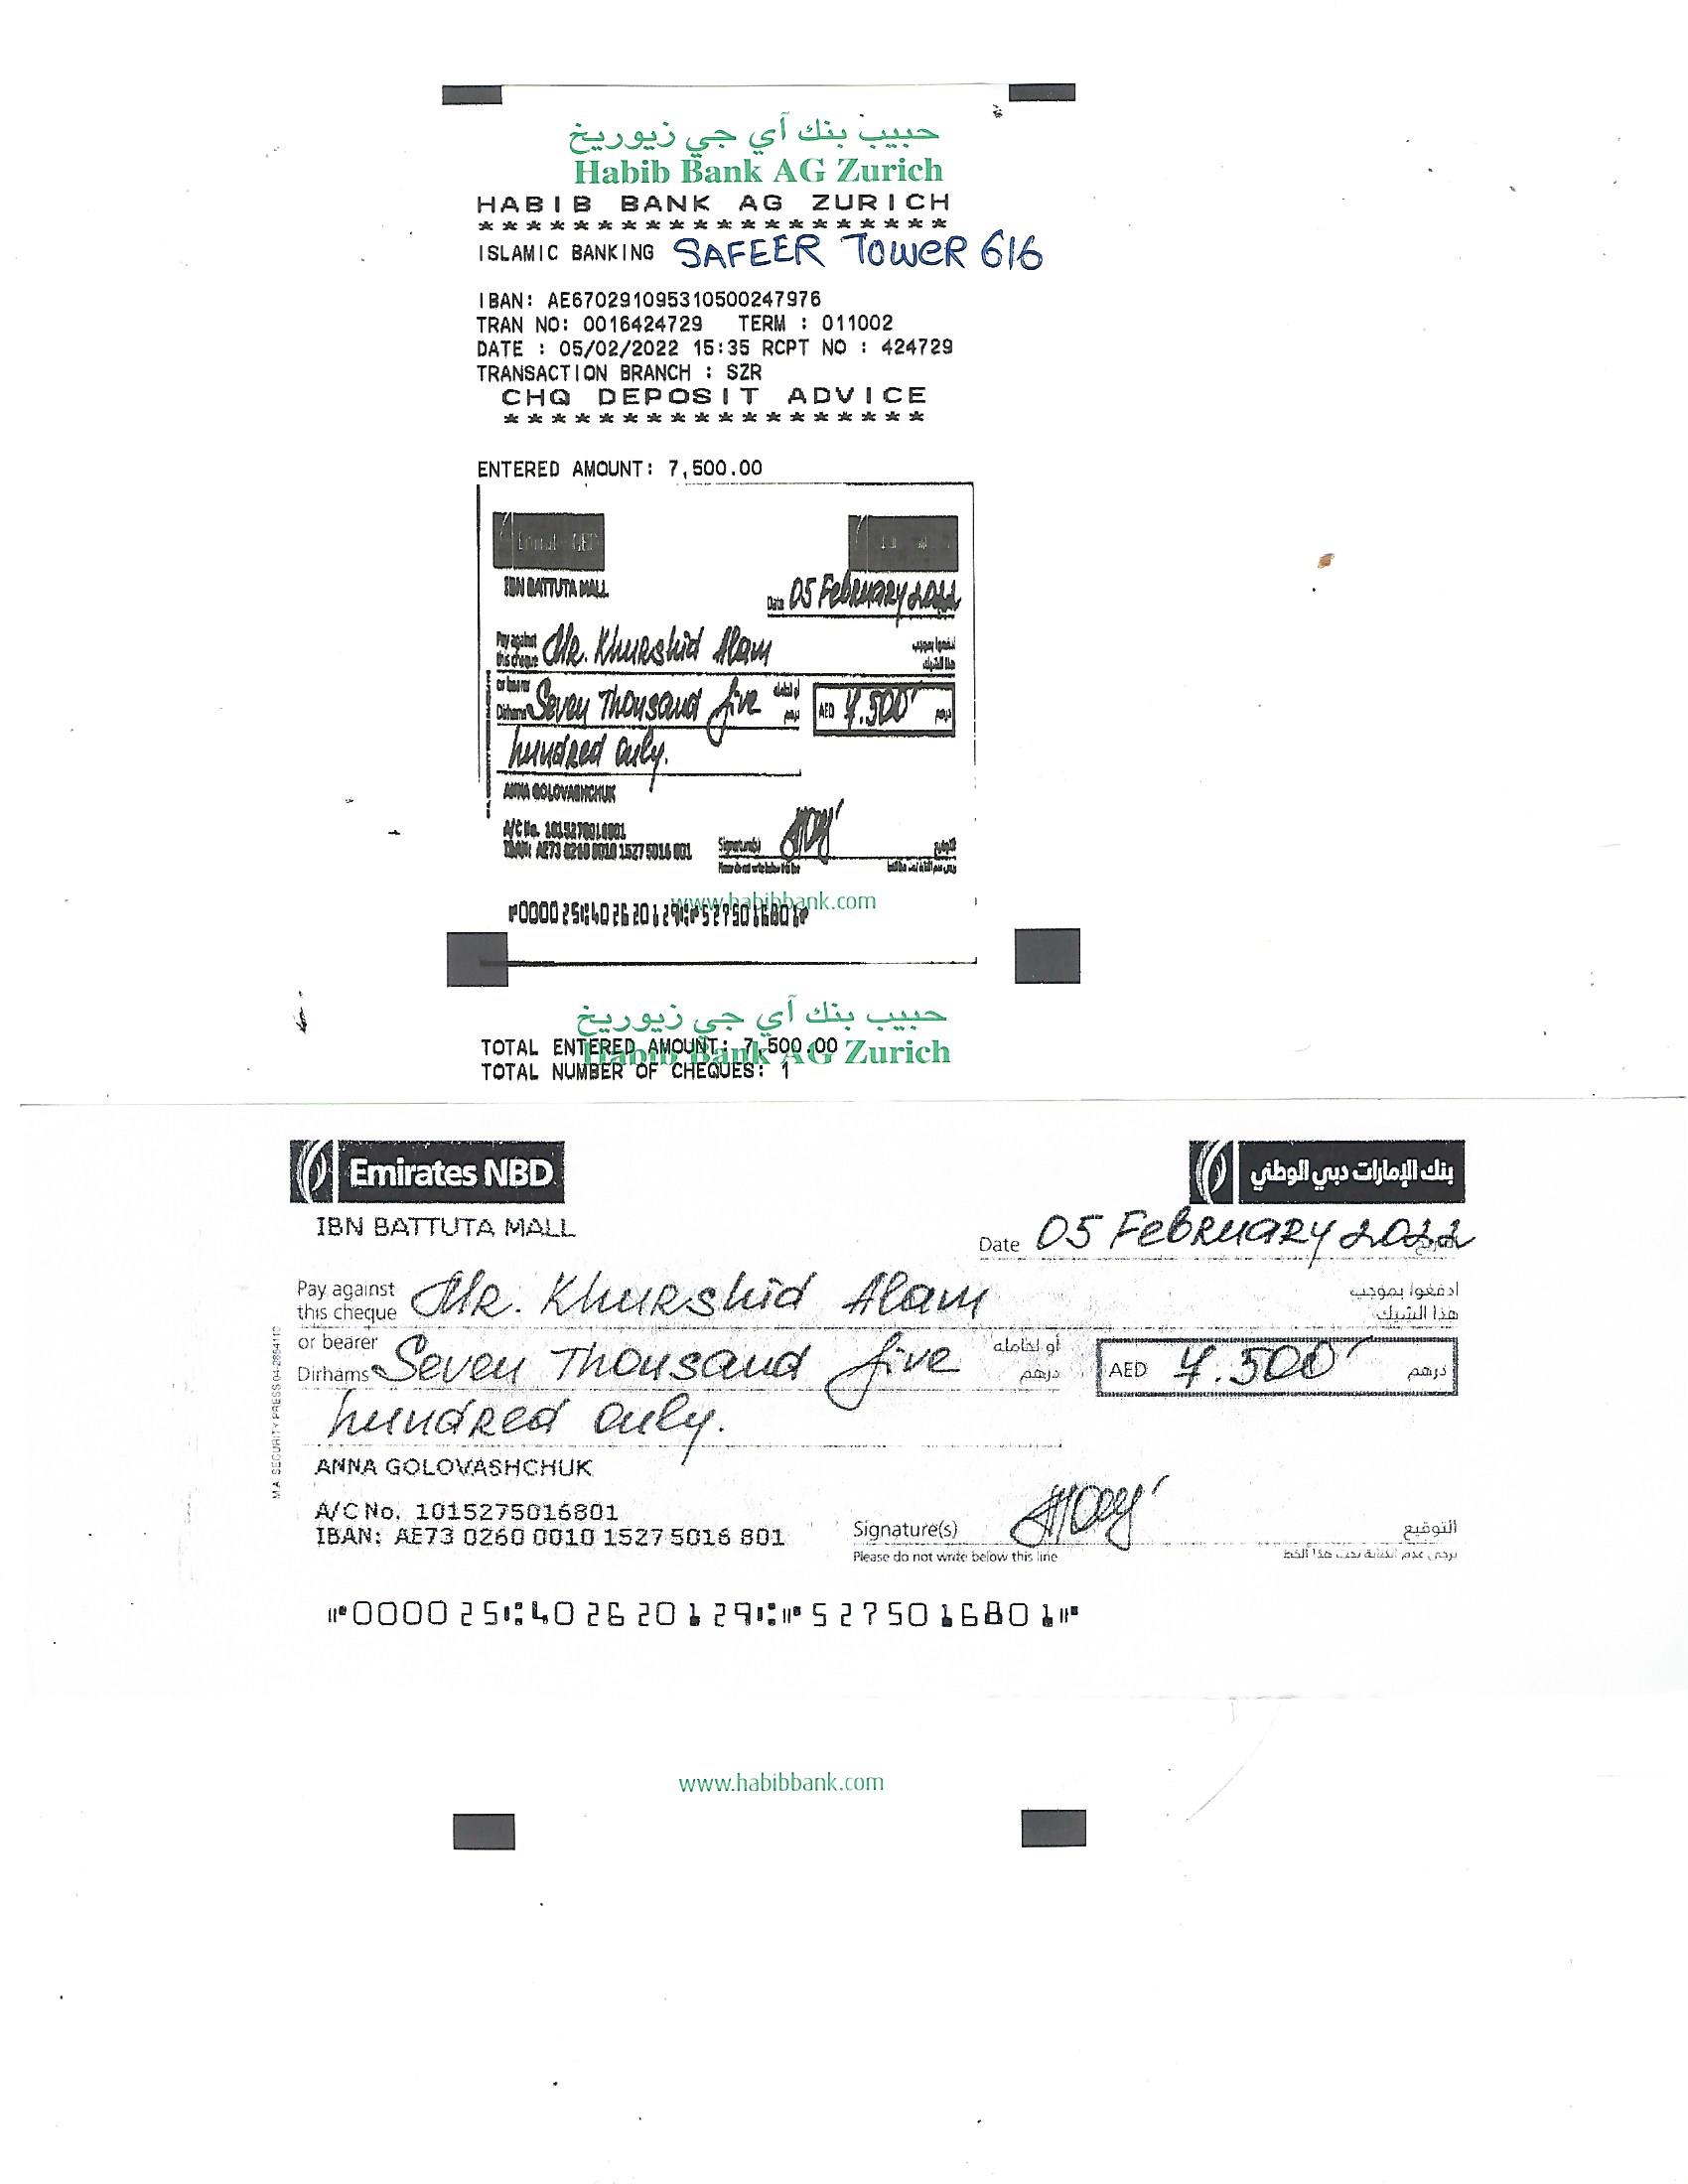 حبيب بنك آي جي زيوريخ
Habib Bank AG Zurich
HABIB BANK AG ZURICH
********************
ISLAMIC BANKING SAFEER TOWER 616
IBAN: AE670291095310500247976
TRAN NO: 0016424729 TERM : 011002
DATE : 05/02/2022 15:35 RCPT NO : 424729
TRANSACTION BRANCH : SZR
CHQ DEPOSIT ADVICE
******************
ENTERED AMOUNT: 7,500.00
IBN BATTUTA MALL
Date 05 February 2022
Pay against
this cheque Mr. Khurshid Alam
ادفعوا بموجب
هذا الشيك
or bearer
Dirhams Seven Thousand five
أو لحامله
درهم
AED 7.500 درهم
hundred only.
ANNA GOLOVASHCHUK
A/C No. 1015275016801
IBAN: AE73 0260 0010 1527 5016 801
Signature(s) التوقيع
Please do not write below this line
www.habibbank.com
⑈000025⑆402620129⑆⑈5275016801⑈
حبيب بنك آي جي زيوريخ
Habib Bank AG Zurich
TOTAL ENTERED AMOUNT: 7,500.00
TOTAL NUMBER OF CHEQUES: 1
Emirates NBD
بنك الإمارات دبي الوطني
IBN BATTUTA MALL
Date 05 February 2022
Pay against
this cheque Mr. Khurshid Alam
ادفعوا بموجب
هذا الشيك
or bearer
Dirhams Seven Thousand five
أو لحامله
درهم
AED 7.500 درهم
hundred only.
MA SECURITY PRESS 04-2854112
ANNA GOLOVASHCHUK
A/C No. 1015275016801
IBAN: AE73 0260 0010 1527 5016 801
Signature(s) التوقيع
Please do not write below this line يرجى عدم الكتابة تحت هذا الخط
⑈000025⑆402620129⑆⑈5275016801⑈
www.habibbank.com